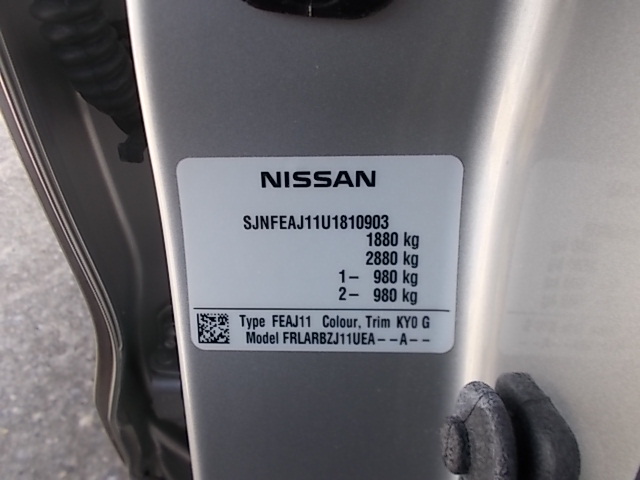 NISSAN
SJNFEAJ11U1810903
1880 kg
2880 kg
1- 980 kg
2- 980 kg
Type FEAJ11 Colour, Trim KY0 G
Model FRLARBZJ11UEA--A--